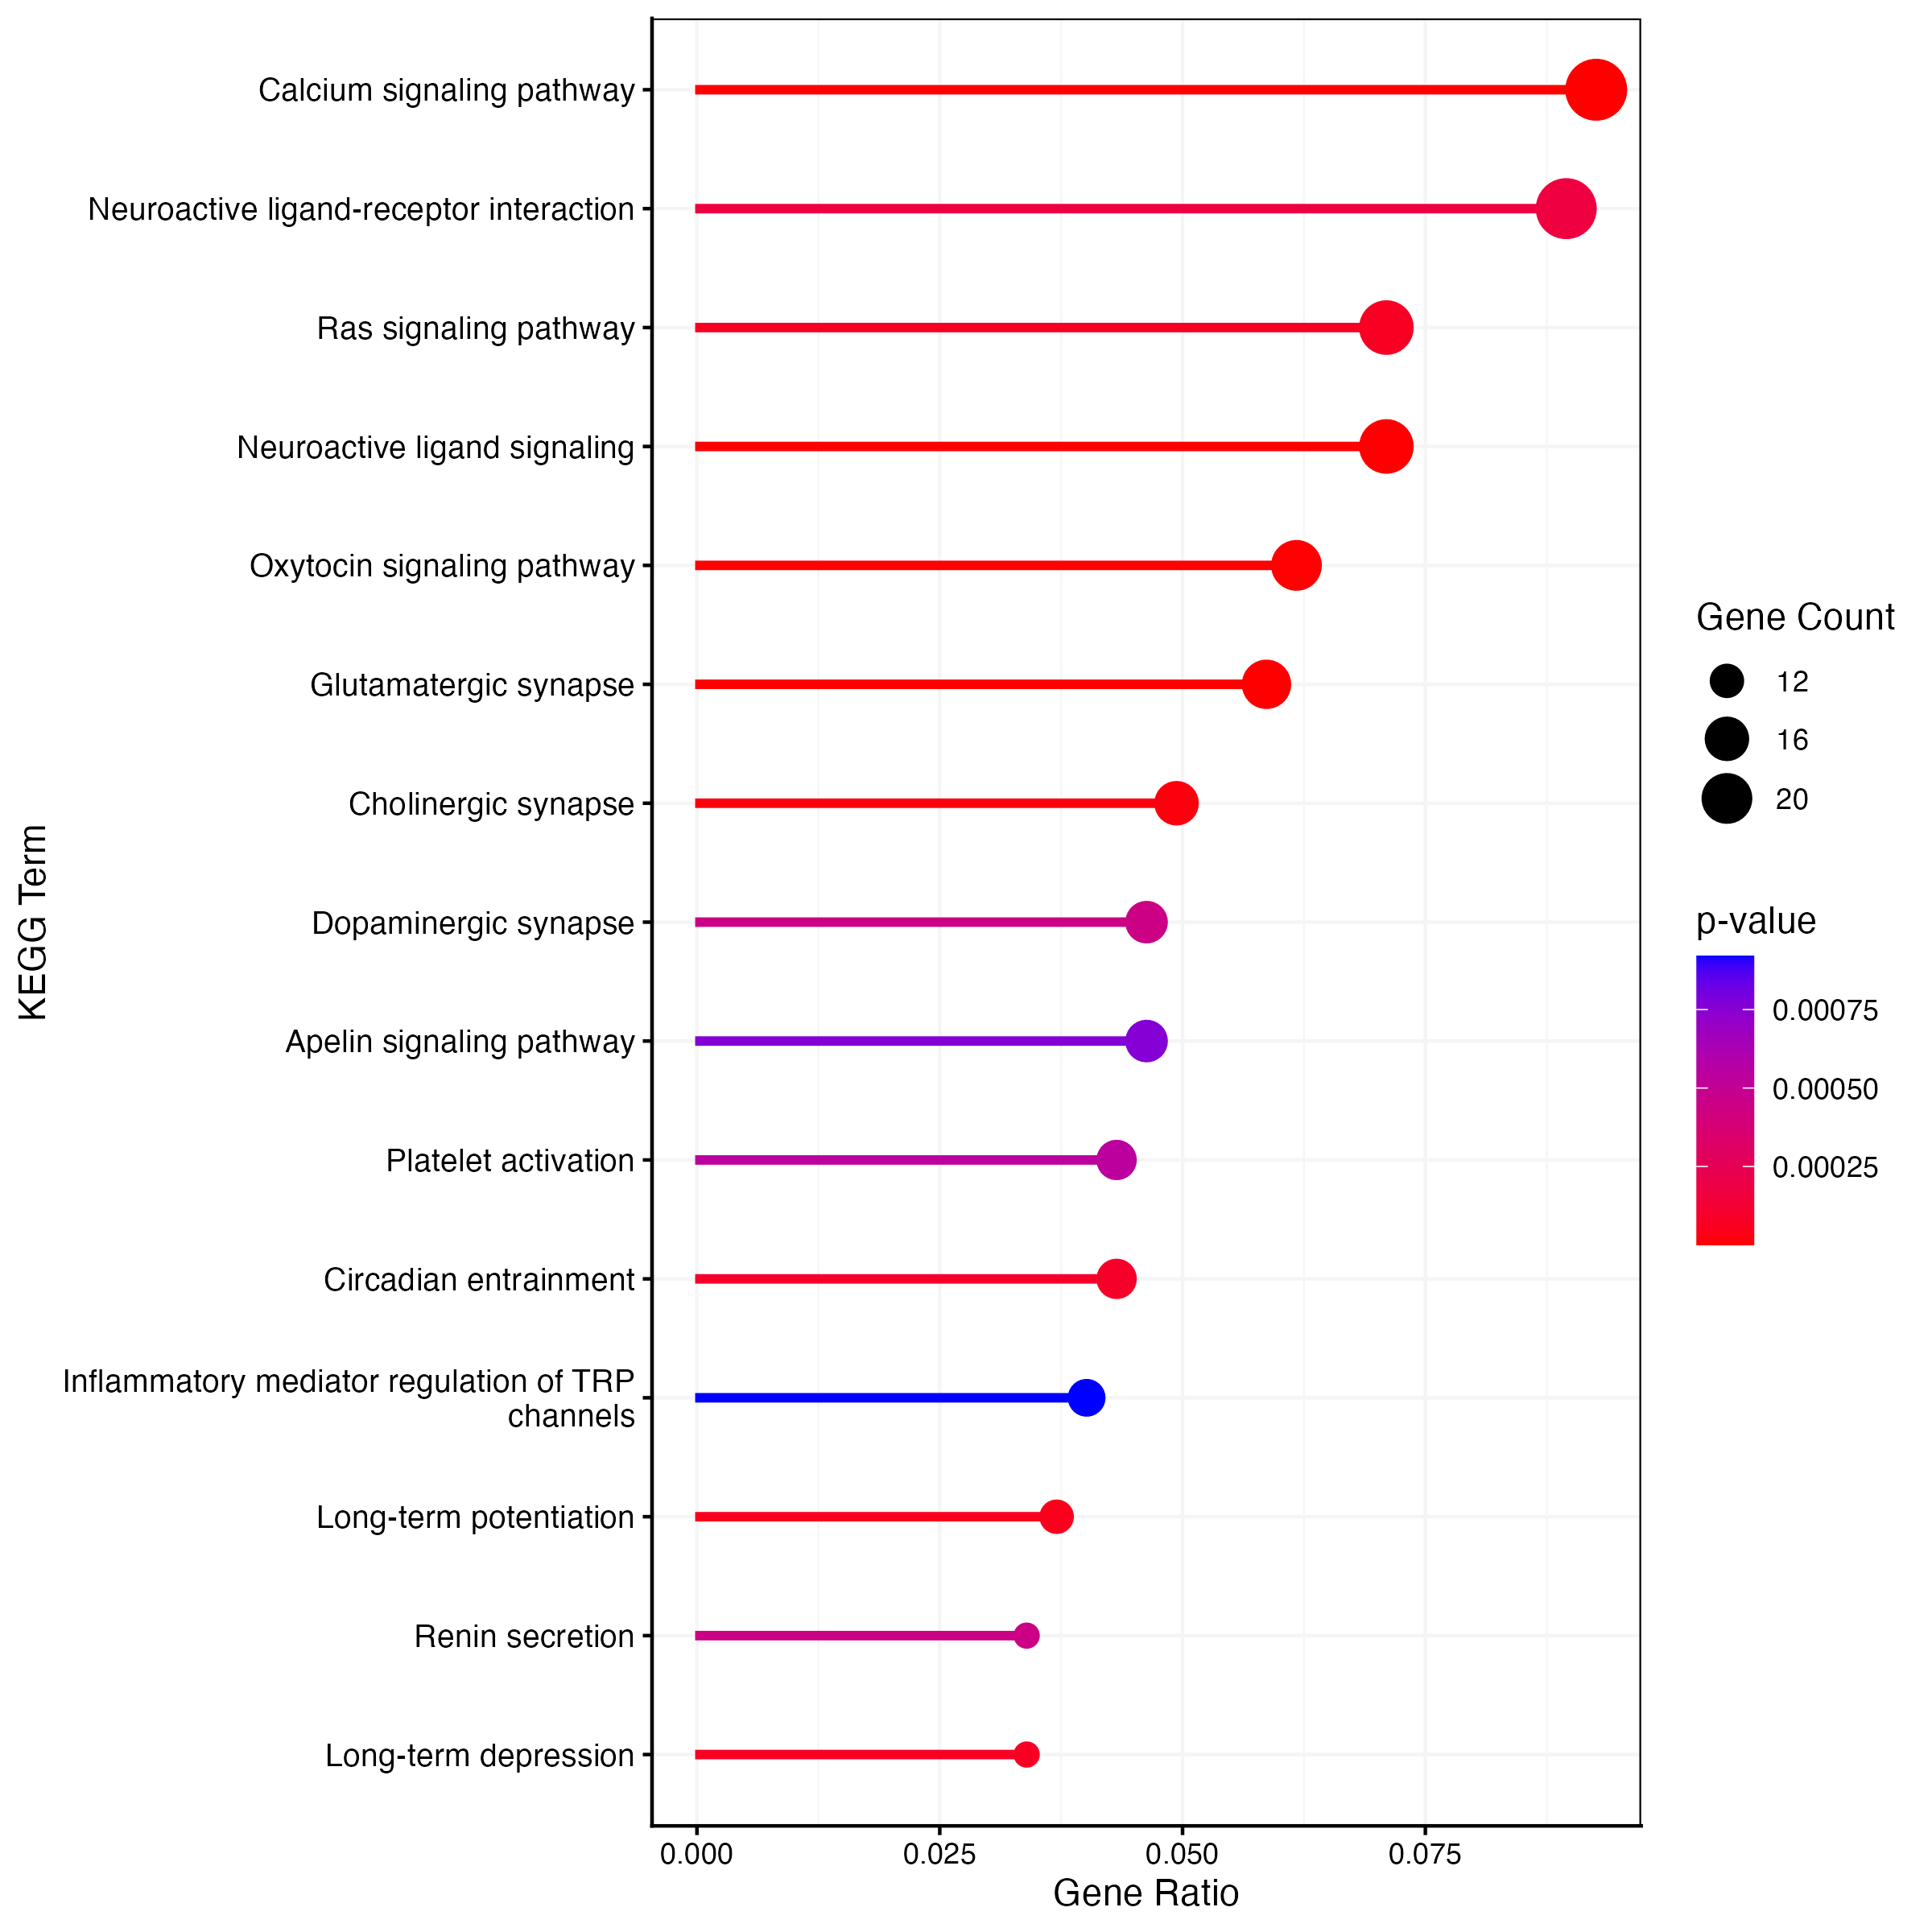 KEGG Term
Calcium signaling pathway
Neuroactive ligand-receptor interaction
Ras signaling pathway
Neuroactive ligand signaling
Oxytocin signaling pathway
Glutamatergic synapse
Cholinergic synapse
Dopaminergic synapse
Apelin signaling pathway
Platelet activation
Circadian entrainment
Inflammatory mediator regulation of TRP
channels
Long-term potentiation
Renin secretion
Long-term depression
0.000 0.025 0.050 0.075
Gene Ratio
Gene Count
12
16
20
p-value
0.00075
0.00050
0.00025